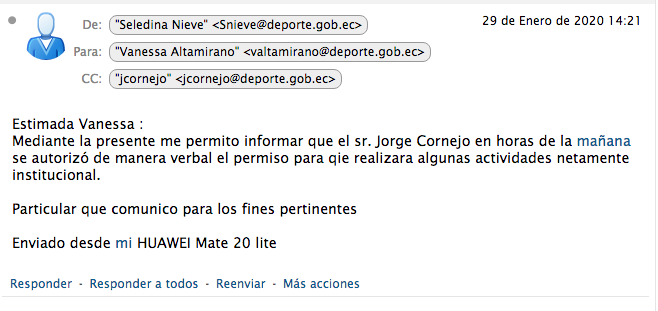 De: "Seledina Nieve" <Snieve@deporte.gob.ec> 29 de Enero de 2020 14:21
Para: "Vanessa Altamirano" <valtamirano@deporte.gob.ec>
CC: "jcornejo" <jcornejo@deporte.gob.ec>
Estimada Vanessa :
Mediante la presente me permito informar que el sr. Jorge Cornejo en horas de la mañana
se autorizó de manera verbal el permiso para qie realizara algunas actividades netamente
institucional.
Particular que comunico para los fines pertinentes
Enviado desde mi HUAWEI Mate 20 lite
Responder - Responder a todos - Reenviar - Más acciones